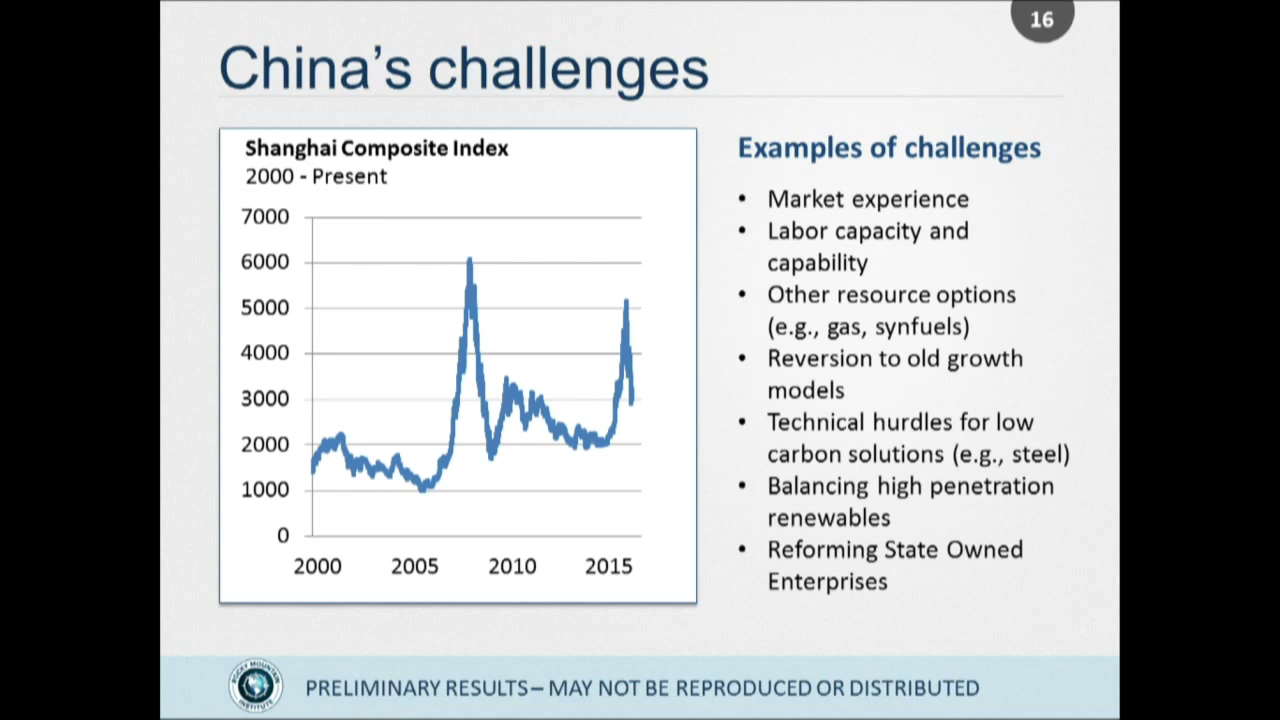 16
China's challenges
Shanghai Composite Index
2000 - Present
7000
6000
5000
4000
3000
2000
1000
0
2000 2005 2010 2015
Examples of challenges
• Market experience
• Labor capacity and
capability
• Other resource options
(e.g., gas, synfuels)
• Reversion to old growth
models
• Technical hurdles for low
carbon solutions (e.g., steel)
• Balancing high penetration
renewables
• Reforming State Owned
Enterprises
ROCKY MOUNTAIN
INSTITUTE
PRELIMINARY RESULTS – MAY NOT BE REPRODUCED OR DISTRIBUTED